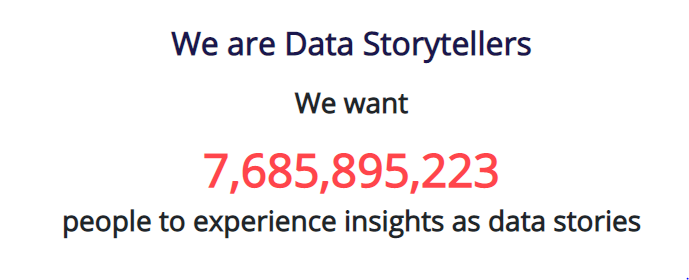 We are Data Storytellers
We want
7,685,895,223
people to experience insights as data stories